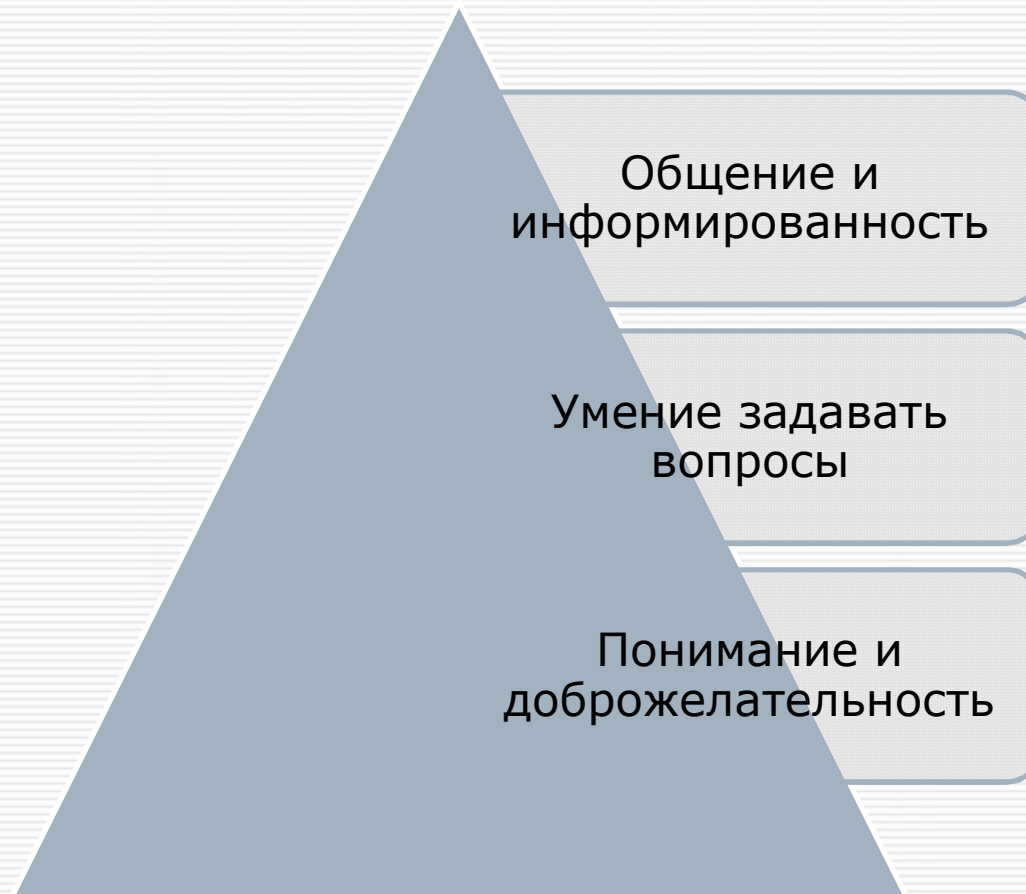 Общение и
информированность
Умение задавать
вопросы
Понимание и
доброжелательность